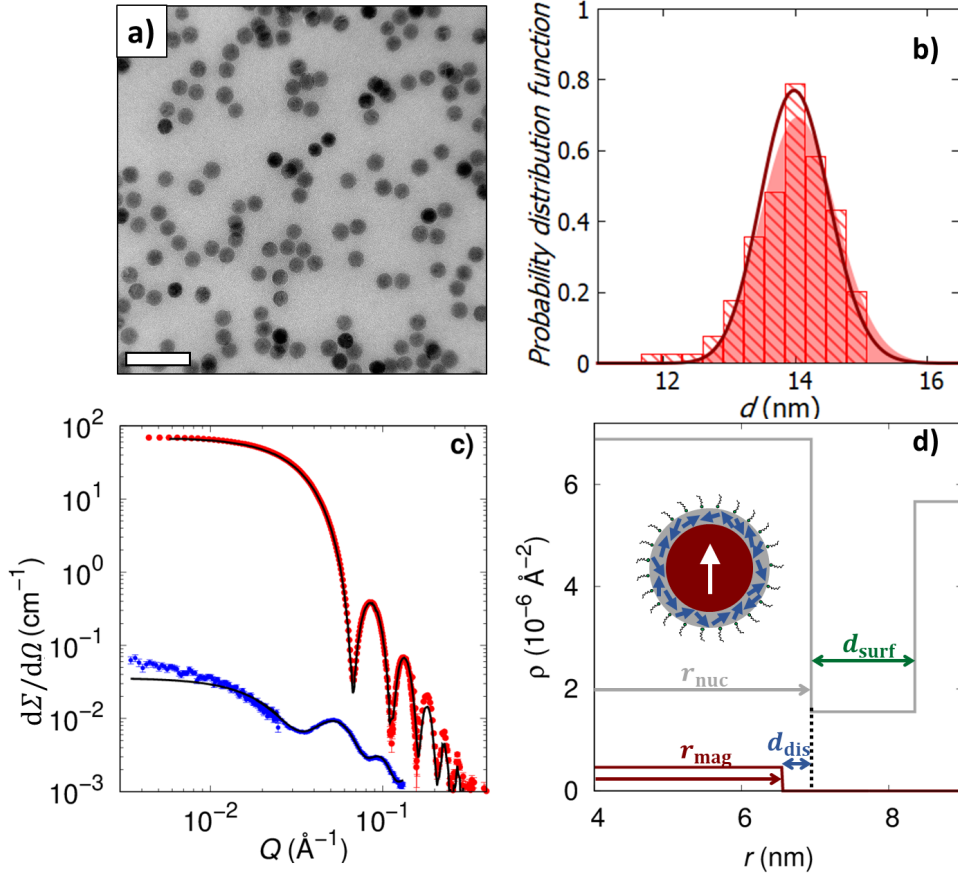 a)
b)
Probability distribution function
1
0.8
0.6
0.4
0.2
0
12
14
16
d (nm)
c)
dΣ/dΩ (cm⁻¹)
10²
10¹
10⁰
10⁻¹
10⁻²
10⁻³
10⁻²
10⁻¹
Q (Å⁻¹)
d)
ρ (10⁻⁶ Å⁻²)
6
4
2
0
d_surf
r_nuc
d_dis
r_mag
4
6
8
r (nm)